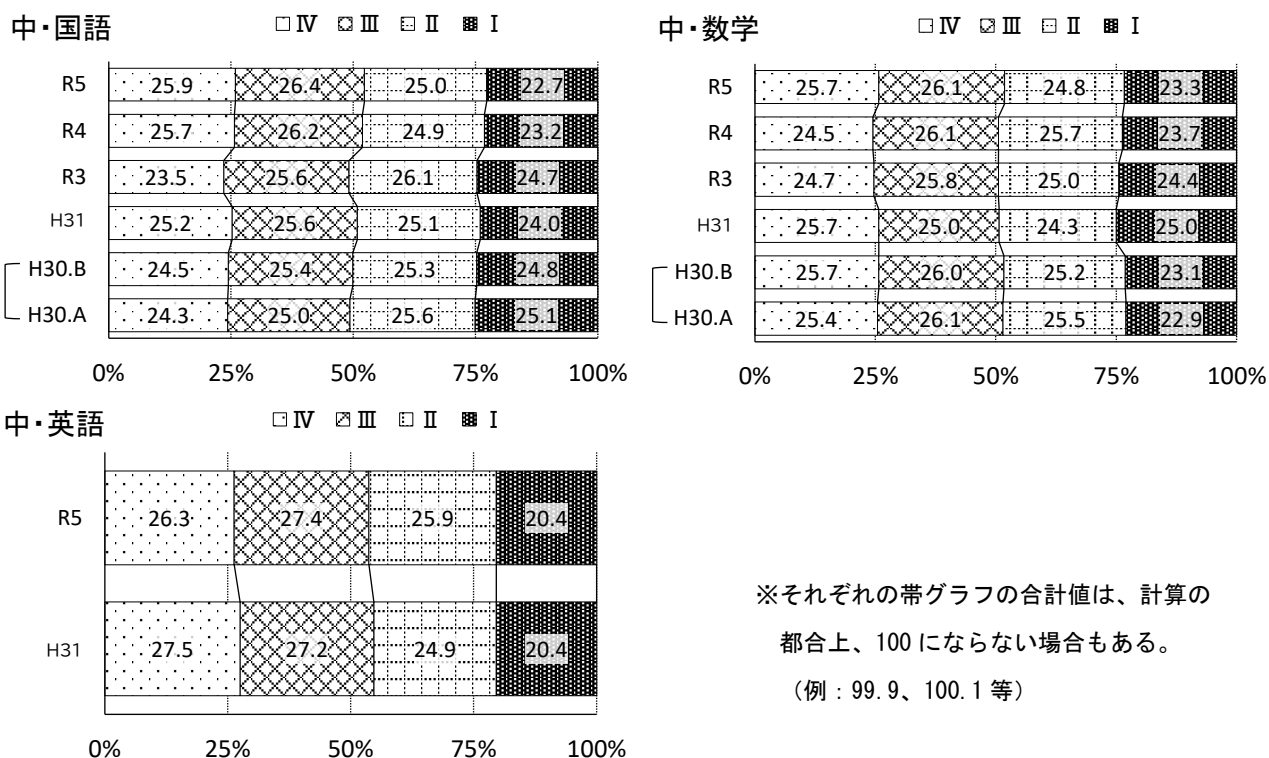 中・国語
□Ⅳ ▨Ⅲ ⊡Ⅱ ■Ⅰ
R5 25.9 26.4 25.0 22.7
R4 25.7 26.2 24.9 23.2
R3 23.5 25.6 26.1 24.7
H31 25.2 25.6 25.1 24.0
H30.B 24.5 25.4 25.3 24.8
H30.A 24.3 25.0 25.6 25.1
0% 25% 50% 75% 100%
中・数学
□Ⅳ ▨Ⅲ ⊡Ⅱ ■Ⅰ
R5 25.7 26.1 24.8 23.3
R4 24.5 26.1 25.7 23.7
R3 24.7 25.8 25.0 24.4
H31 25.7 25.0 24.3 25.0
H30.B 25.7 26.0 25.2 23.1
H30.A 25.4 26.1 25.5 22.9
0% 25% 50% 75% 100%
中・英語
□Ⅳ ▨Ⅲ ⊡Ⅱ ■Ⅰ
R5 26.3 27.4 25.9 20.4
H31 27.5 27.2 24.9 20.4
0% 25% 50% 75% 100%
※それぞれの帯グラフの合計値は、計算の
都合上、100 にならない場合もある。
（例：99.9、100.1 等）